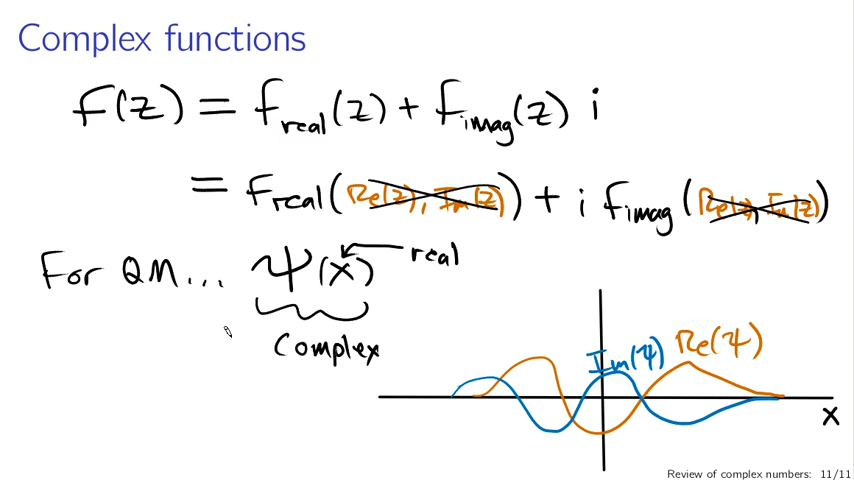 Complex functions
F(z) = f_real(z) + f_imag(z) i
= f_real(Re(z), Im(z)) + i f_imag(Re(z), Im(z))
For QM... Ψ(x) real
Complex
Im(Ψ) Re(Ψ)
x
Review of complex numbers: 11/11